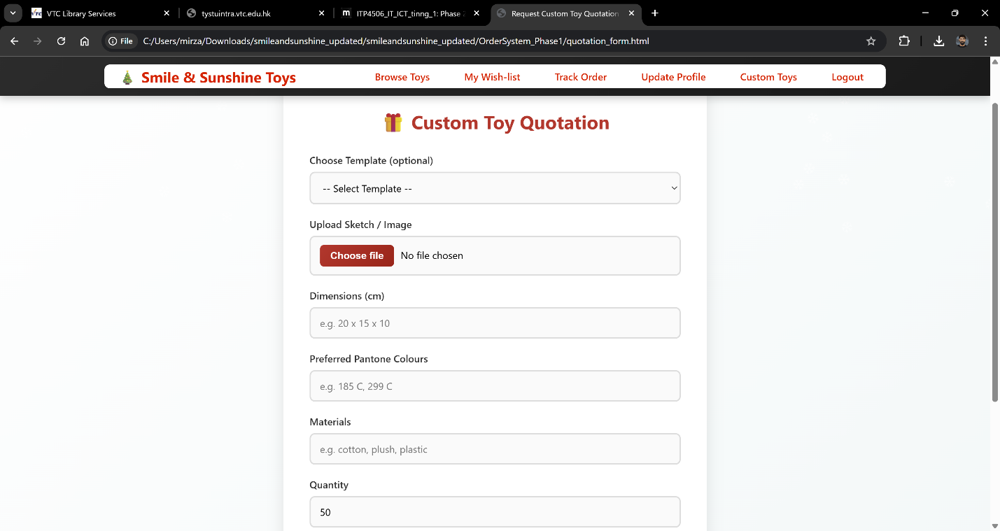 VTC Library Services
tystuintra.vtc.edu.hk
ITP4506_IT_ICT_tinng_1: Phase
Request Custom Toy Quotation
File
C:/Users/mirza/Downloads/smileandsunshine_updated/smileandsunshine_updated/OrderSystem_Phase1/quotation_form.html
Smile & Sunshine Toys
Browse Toys
My Wish-list
Track Order
Update Profile
Custom Toys
Logout
Custom Toy Quotation
Choose Template (optional)
-- Select Template --
Upload Sketch / Image
Choose file No file chosen
Dimensions (cm)
e.g. 20 x 15 x 10
Preferred Pantone Colours
e.g. 185 C, 299 C
Materials
e.g. cotton, plush, plastic
Quantity
50